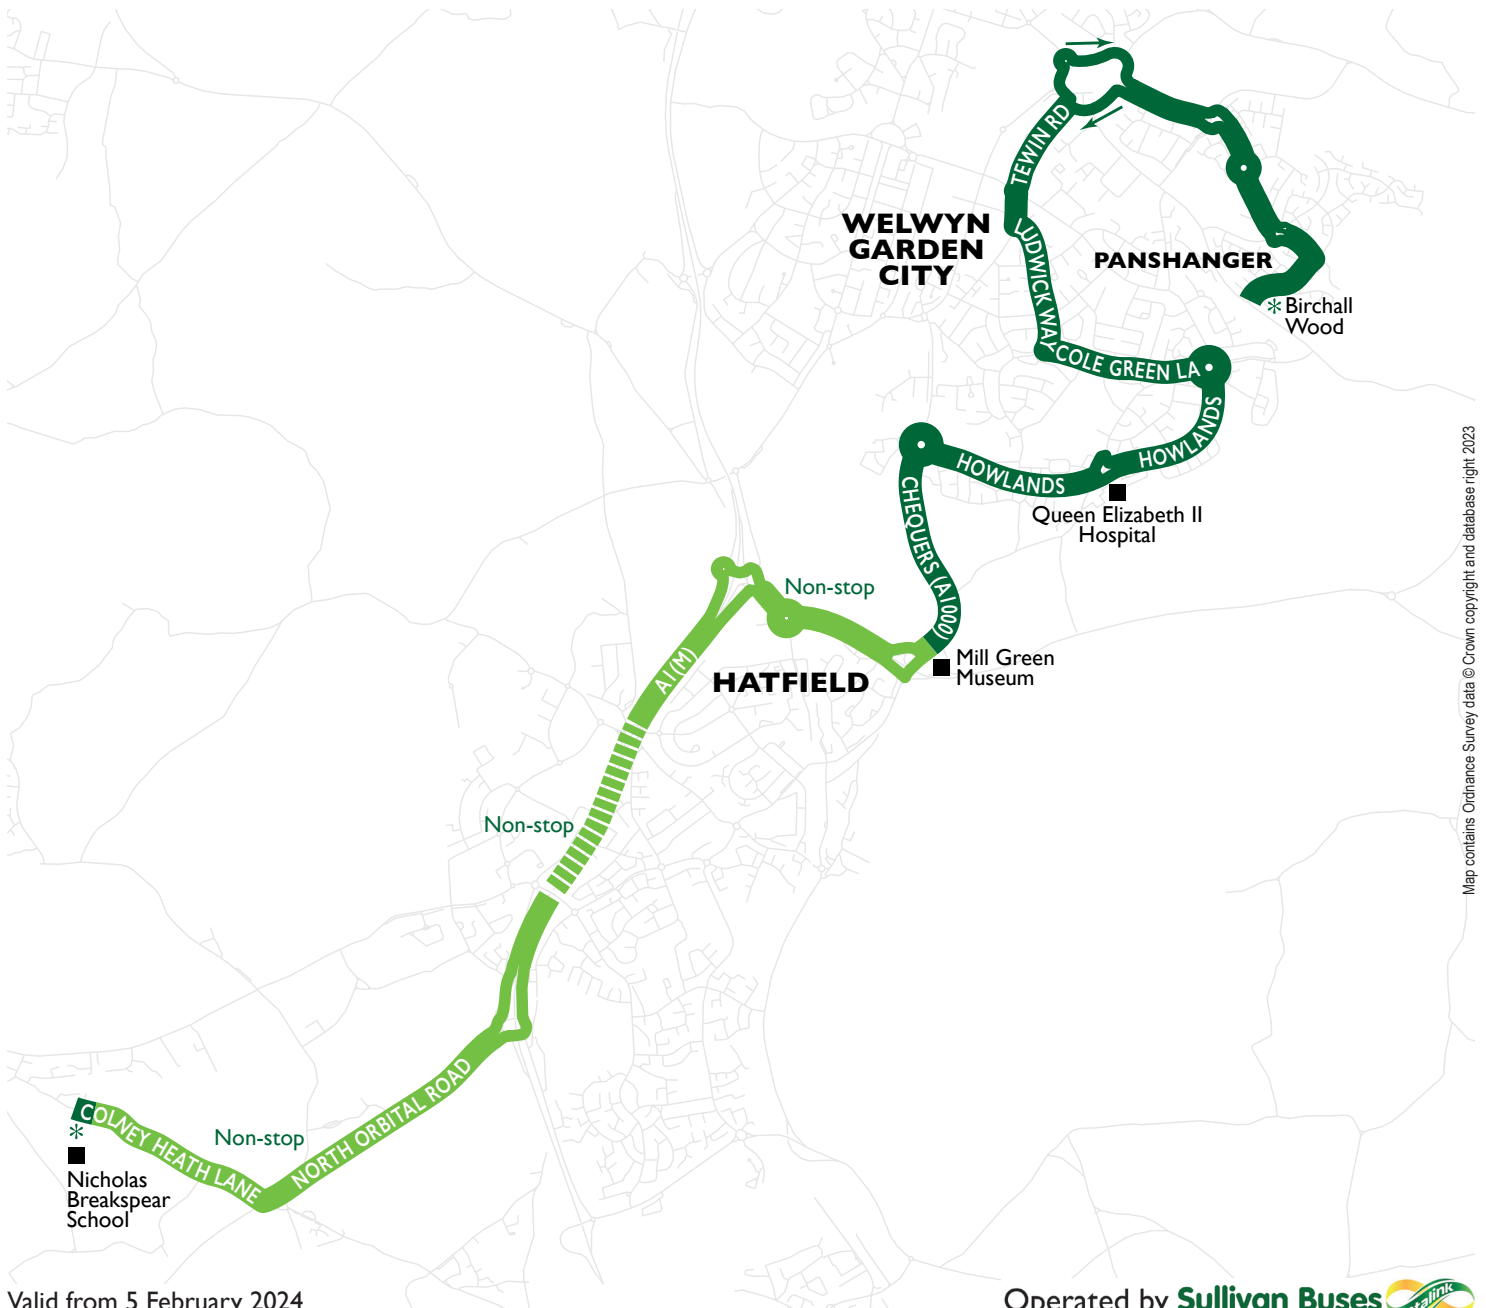 TEWIN RD
WELWYN
GARDEN
CITY
LUDWICK WAY
PANSHANGER
* Birchall
Wood
COLE GREEN LA
HOWLANDS
HOWLANDS
Queen Elizabeth II
Hospital
CHEQUERS (A1000)
Non-stop
Mill Green
Museum
HATFIELD
A1(M)
Non-stop
NORTH ORBITAL ROAD
Non-stop
COLNEY HEATH LANE
*
Nicholas
Breakspear
School
Map contains Ordnance Survey data © Crown copyright and database right 2023
Valid from 5 February 2024
Operated by Sullivan Buses